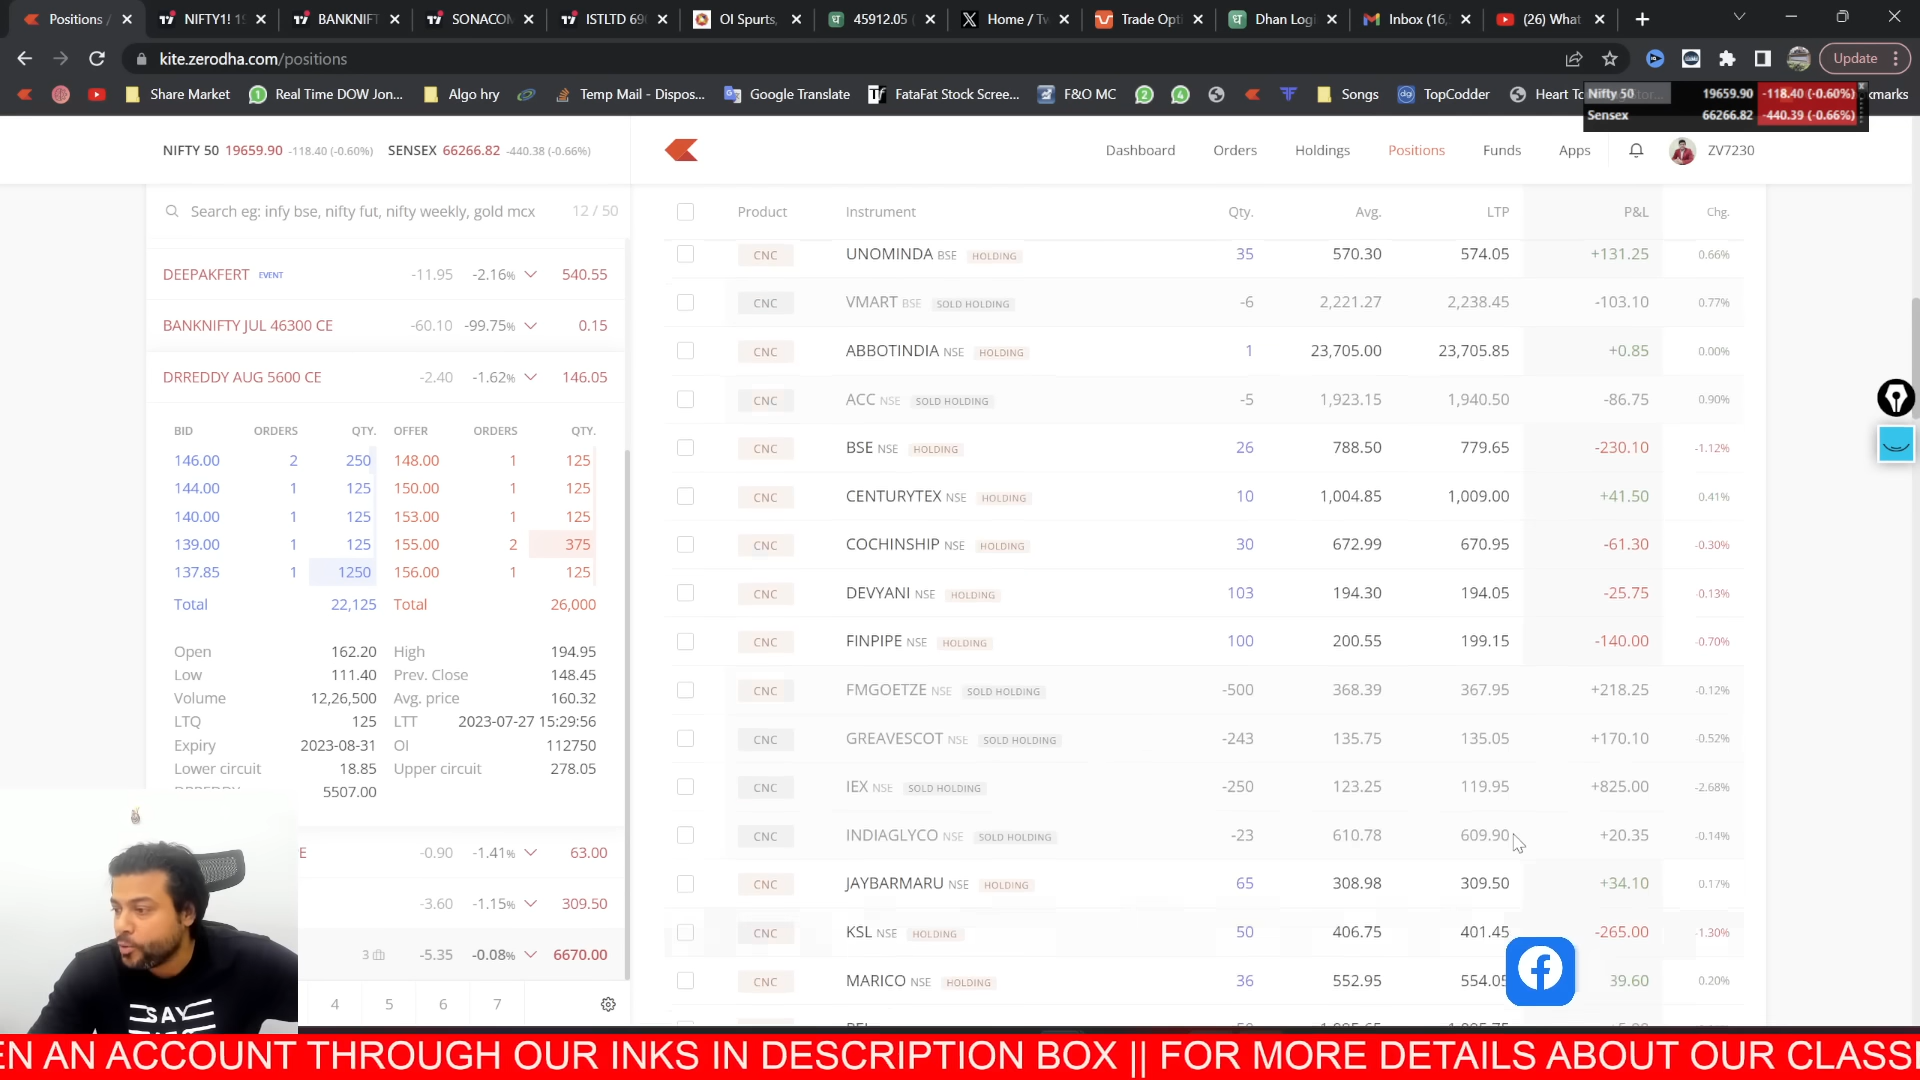 Positions /
NIFTY1! 19
BANKNIFT
SONACOM
ISTLTD 69
OI Spurts,
45912.05 (
Home / Tw
Trade Opti
Dhan Logi
Inbox (16,
(26) What
kite.zerodha.com/positions
Update
Share Market
Real Time DOW Jon...
Algo hry
Temp Mail - Dispos...
Google Translate
FataFat Stock Scree...
F&O MC
2
4
Songs
TopCodder
Nifty 50 19659.90 -118.40 (-0.60%)
Sensex 66266.82 -440.39 (-0.66%)
NIFTY 50 19659.90 -118.40 (-0.60%) SENSEX 66266.82 -440.38 (-0.66%)
Dashboard Orders Holdings Positions Funds Apps ZV7230
Search eg: infy bse, nifty fut, nifty weekly, gold mcx 12 / 50
DEEPAKFERT EVENT -11.95 -2.16% 540.55
BANKNIFTY JUL 46300 CE -60.10 -99.75% 0.15
DRREDDY AUG 5600 CE -2.40 -1.62% 146.05
BID ORDERS QTY. OFFER ORDERS QTY.
146.00 2 250 148.00 1 125
144.00 1 125 150.00 1 125
140.00 1 125 153.00 1 125
139.00 1 125 155.00 2 375
137.85 1 1250 156.00 1 125
Total 22,125 Total 26,000
Open 162.20 High 194.95
Low 111.40 Prev. Close 148.45
Volume 12,26,500 Avg. price 160.32
LTQ 125 LTT 2023-07-27 15:29:56
Expiry 2023-08-31 OI 112750
Lower circuit 18.85 Upper circuit 278.05
5507.00
E -0.90 -1.41% 63.00
-3.60 -1.15% 309.50
3 -5.35 -0.08% 6670.00
4 5 6 7
Product Instrument Qty. Avg. LTP P&L Chg.
CNC UNOMINDA BSE HOLDING 35 570.30 574.05 +131.25 0.66%
CNC VMART BSE SOLD HOLDING -6 2,221.27 2,238.45 -103.10 0.77%
CNC ABBOTINDIA NSE HOLDING 1 23,705.00 23,705.85 +0.85 0.00%
CNC ACC NSE SOLD HOLDING -5 1,923.15 1,940.50 -86.75 0.90%
CNC BSE NSE HOLDING 26 788.50 779.65 -230.10 -1.12%
CNC CENTURYTEX NSE HOLDING 10 1,004.85 1,009.00 +41.50 0.41%
CNC COCHINSHIP NSE HOLDING 30 672.99 670.95 -61.30 -0.30%
CNC DEVYANI NSE HOLDING 103 194.30 194.05 -25.75 -0.13%
CNC FINPIPE NSE HOLDING 100 200.55 199.15 -140.00 -0.70%
CNC FMGOETZE NSE SOLD HOLDING -500 368.39 367.95 +218.25 -0.12%
CNC GREAVESCOT NSE SOLD HOLDING -243 135.75 135.05 +170.10 -0.52%
CNC IEX NSE SOLD HOLDING -250 123.25 119.95 +825.00 -2.68%
CNC INDIAGLYCO NSE SOLD HOLDING -23 610.78 609.90 +20.35 -0.14%
CNC JAYBARMARU NSE HOLDING 65 308.98 309.50 +34.10 0.17%
CNC KSL NSE HOLDING 50 406.75 401.45 -265.00 -1.30%
CNC MARICO NSE HOLDING 36 552.95 554.05 39.60 0.20%
SAY
EN AN ACCOUNT THROUGH OUR INKS IN DESCRIPTION BOX || FOR MORE DETAILS ABOUT OUR CLASS